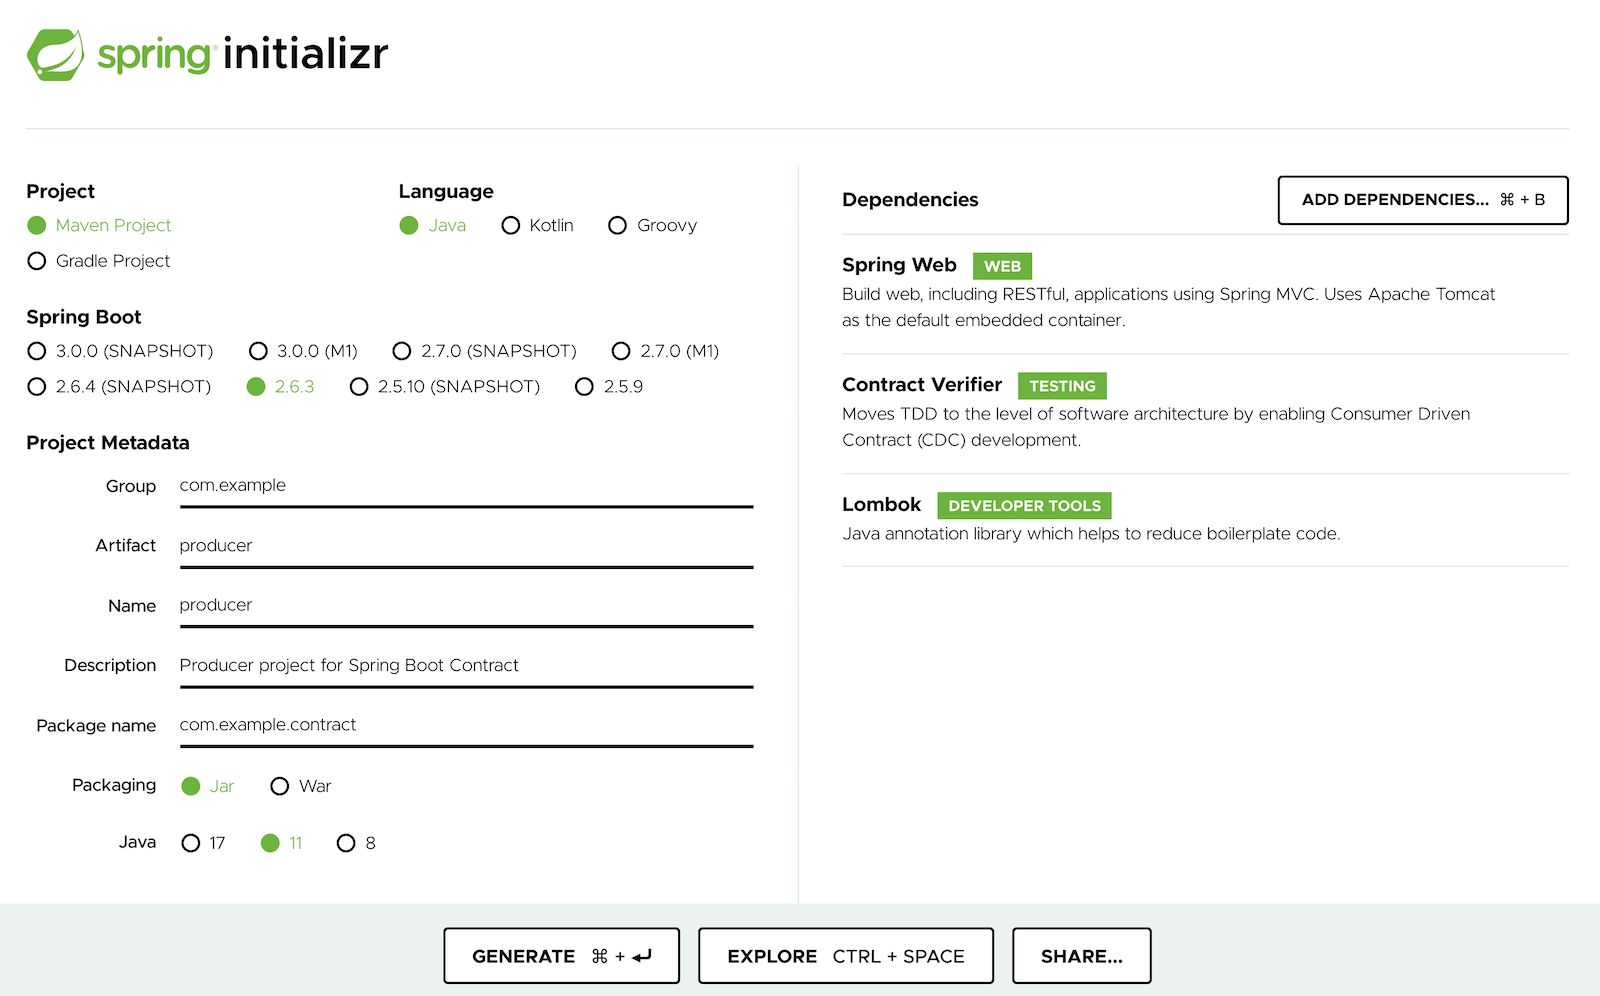 spring initializr
Project
Maven Project
Gradle Project
Language
Java Kotlin Groovy
Spring Boot
3.0.0 (SNAPSHOT) 3.0.0 (M1) 2.7.0 (SNAPSHOT) 2.7.0 (M1)
2.6.4 (SNAPSHOT) 2.6.3 2.5.10 (SNAPSHOT) 2.5.9
Project Metadata
Group com.example
Artifact producer
Name producer
Description Producer project for Spring Boot Contract
Package name com.example.contract
Packaging Jar War
Java 17 11 8
Dependencies
ADD DEPENDENCIES... ⌘ + B
Spring Web WEB
Build web, including RESTful, applications using Spring MVC. Uses Apache Tomcat
as the default embedded container.
Contract Verifier TESTING
Moves TDD to the level of software architecture by enabling Consumer Driven
Contract (CDC) development.
Lombok DEVELOPER TOOLS
Java annotation library which helps to reduce boilerplate code.
GENERATE ⌘ + ↵
EXPLORE CTRL + SPACE
SHARE...